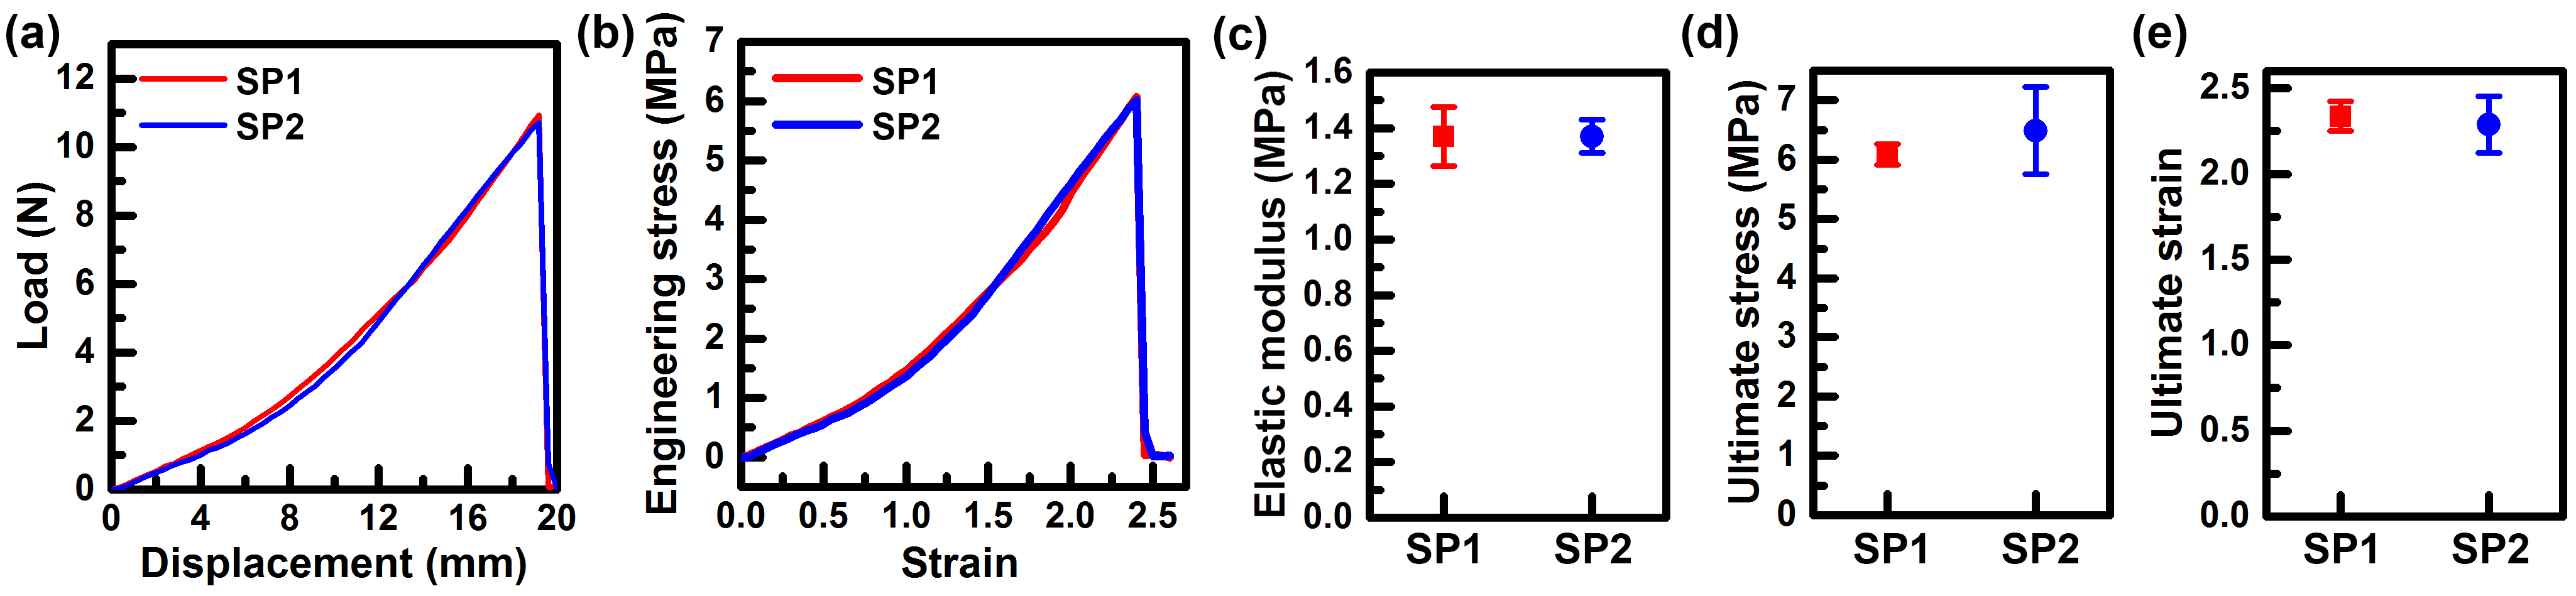 (a)
Load (N)
12
10
8
6
4
2
0
SP1
SP2
0 4 8 12 16 20
Displacement (mm)
(b)
Engineering stress (MPa)
7
6
5
4
3
2
1
0
SP1
SP2
0.0 0.5 1.0 1.5 2.0 2.5
Strain
(c)
Elastic modulus (MPa)
1.6
1.4
1.2
1.0
0.8
0.6
0.4
0.2
0.0
SP1 SP2
(d)
Ultimate stress (MPa)
7
6
5
4
3
2
1
0
SP1 SP2
(e)
Ultimate strain
2.5
2.0
1.5
1.0
0.5
0.0
SP1 SP2